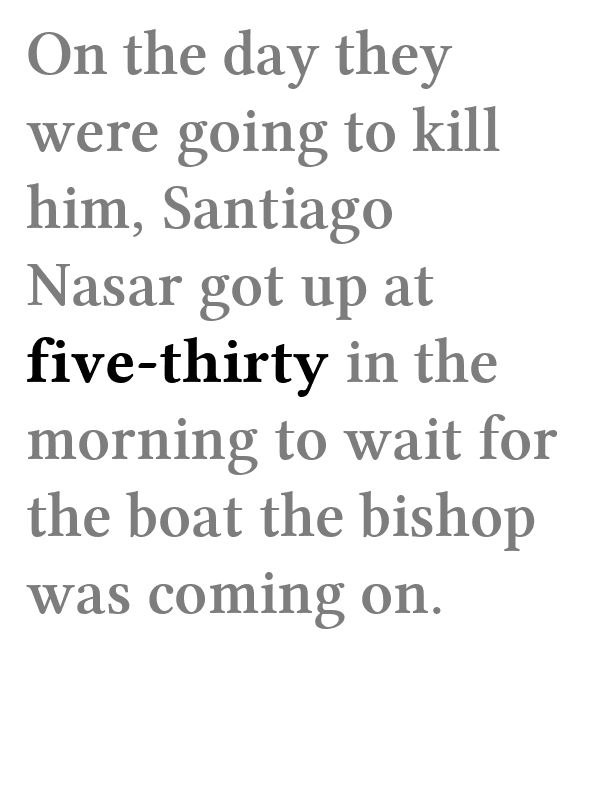 On the day they
were going to kill
him, Santiago
Nasar got up at
five-thirty in the
morning to wait for
the boat the bishop
was coming on.